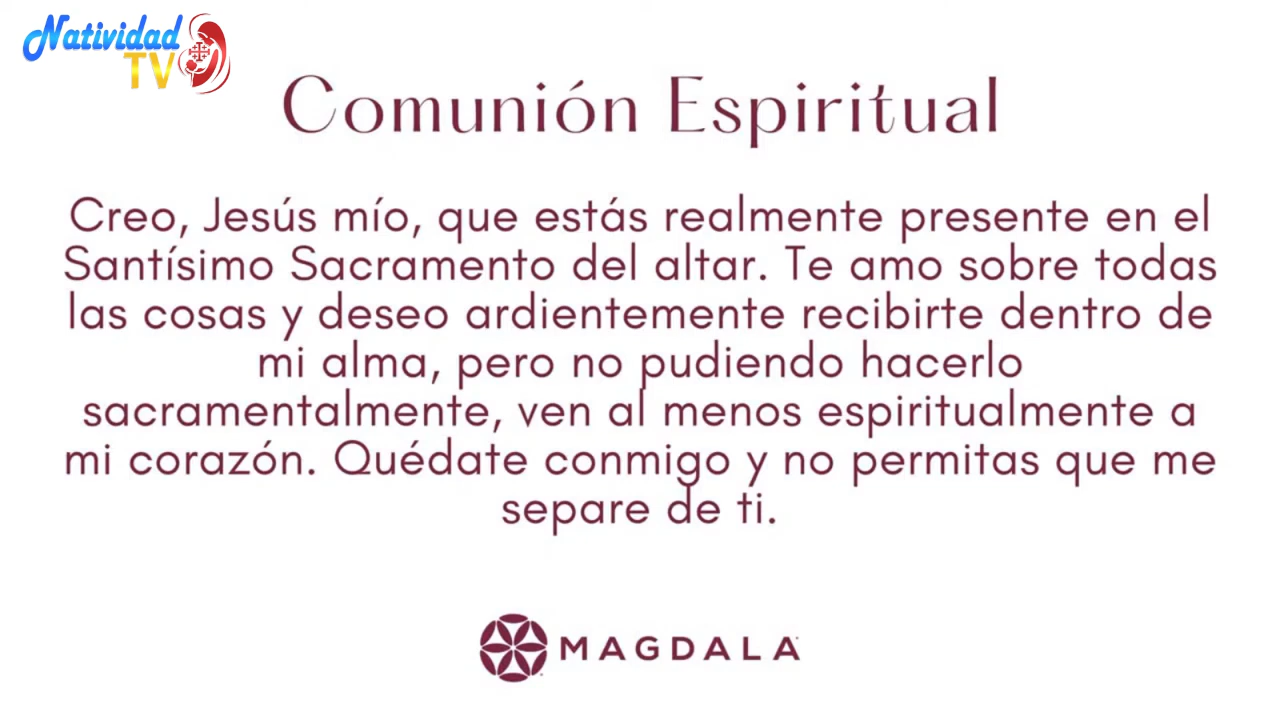 Natividad
TV
Comunión Espiritual
Creo, Jesús mío, que estás realmente presente en el
Santísimo Sacramento del altar. Te amo sobre todas
las cosas y deseo ardientemente recibirte dentro de
mi alma, pero no pudiendo hacerlo
sacramentalmente, ven al menos espiritualmente a
mi corazón. Quédate conmigo y no permitas que me
separe de ti.
MAGDALA